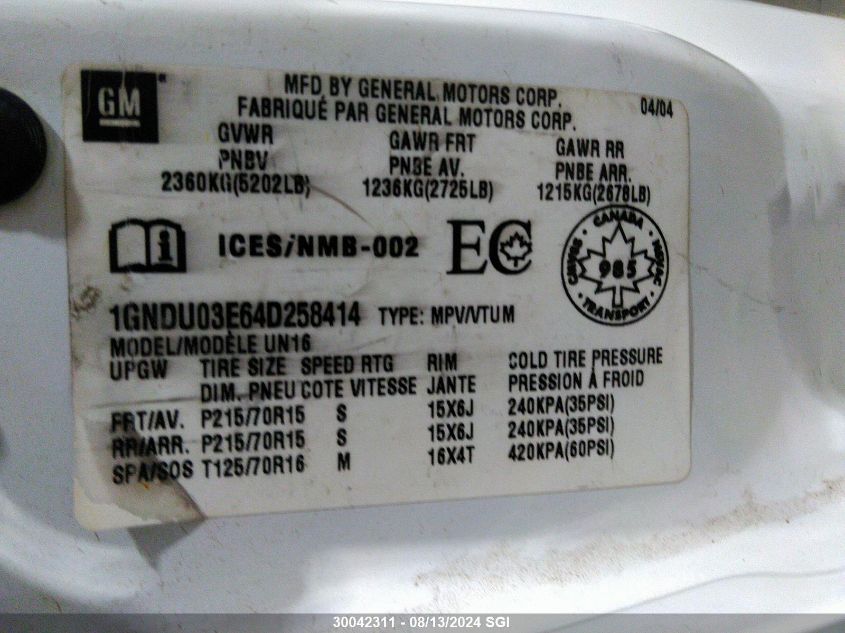 GM
MFD BY GENERAL MOTORS CORP.
FABRIQUÉ PAR GENERAL MOTORS CORP.
04/04
GVWR GAWR FRT GAWR RR
PNBV PNBE AV. PNBE ARR.
2360KG(5202LB) 1236KG(2725LB) 1215KG(2678LB)
i ICES/NMB-002 EC
CANADA
985
TRANSPORT
1GNDU03E64D258414 TYPE: MPV/VTUM
MODEL/MODÈLE UN16
UPGW TIRE SIZE SPEED RTG RIM COLD TIRE PRESSURE
DIM. PNEU COTE VITESSE JANTE PRESSION À FROID
FRT/AV. P215/70R15 S 15X6J 240KPA(35PSI)
RR/ARR. P215/70R15 S 15X6J 240KPA(35PSI)
SPA/SOS T125/70R16 M 16X4T 420KPA(60PSI)
30042311 - 08/13/2024 SGI